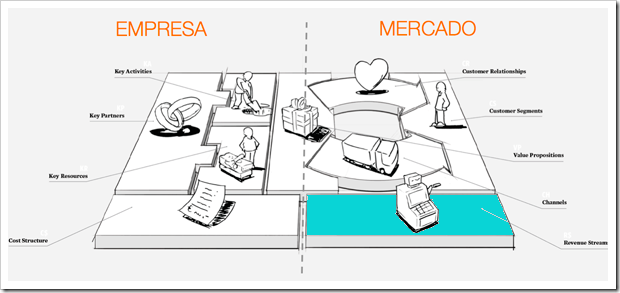 EMPRESA
MERCADO
Key Activities
Customer Relationships
Key Partners
Customer Segments
Value Propositions
Key Resources
Channels
Cost Structure
Revenue Stream